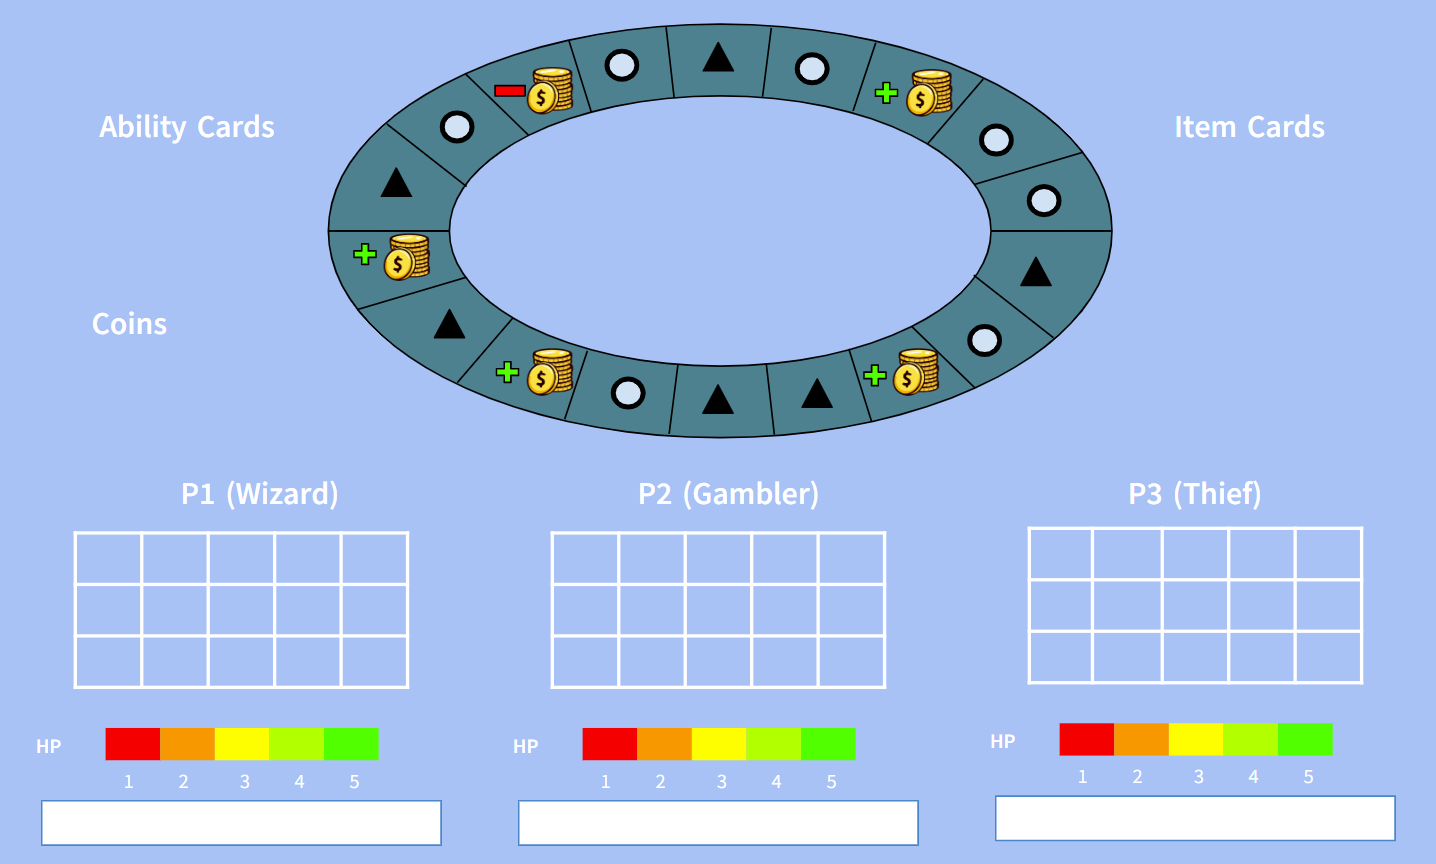 Ability Cards
Item Cards
Coins
P1 (Wizard)
P2 (Gambler)
P3 (Thief)
HP
1 2 3 4 5
HP
1 2 3 4 5
HP
1 2 3 4 5
$
$
$
$
$